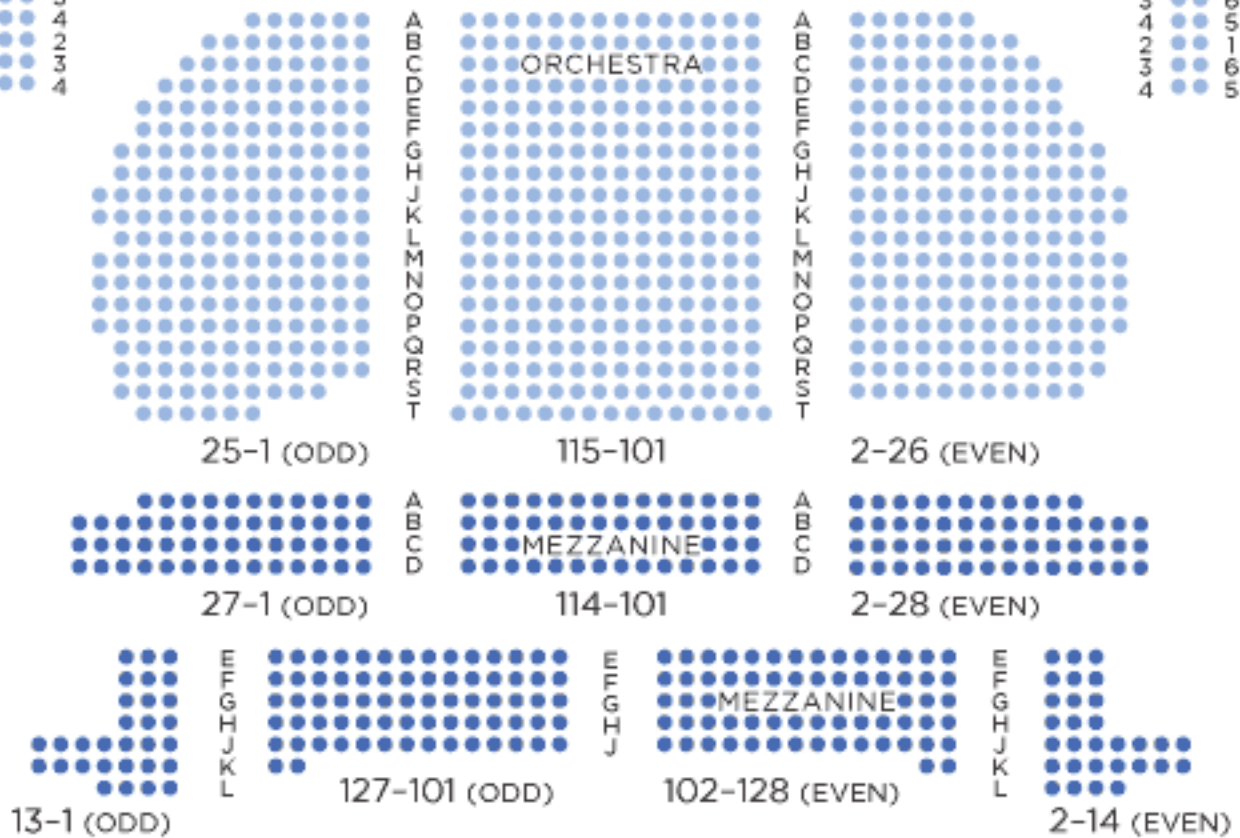 3
4
2
3
4
A A
B B
C ORCHESTRA C
D D
E E
F F
G G
H H
J J
K K
L L
M M
N N
O O
P P
Q Q
R R
S S
T T
3 6
4 5
2 1
3 6
4 5
25-1 (ODD) 115-101 2-26 (EVEN)
A A
B B
C MEZZANINE C
D D
27-1 (ODD) 114-101 2-28 (EVEN)
E E E
F F F
G G MEZZANINE G
H H H
J J J
K K
L L
127-101 (ODD) 102-128 (EVEN)
13-1 (ODD) 2-14 (EVEN)